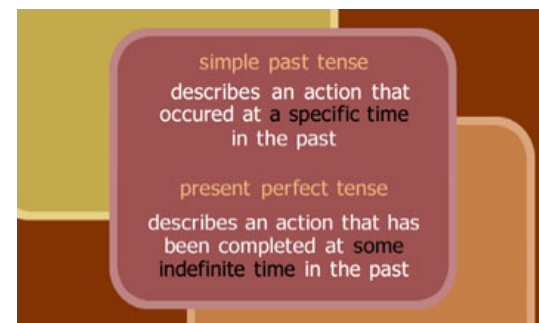 simple past tense
describes an action that
occured at a specific time
in the past
present perfect tense
describes an action that has
been completed at some
indefinite time in the past